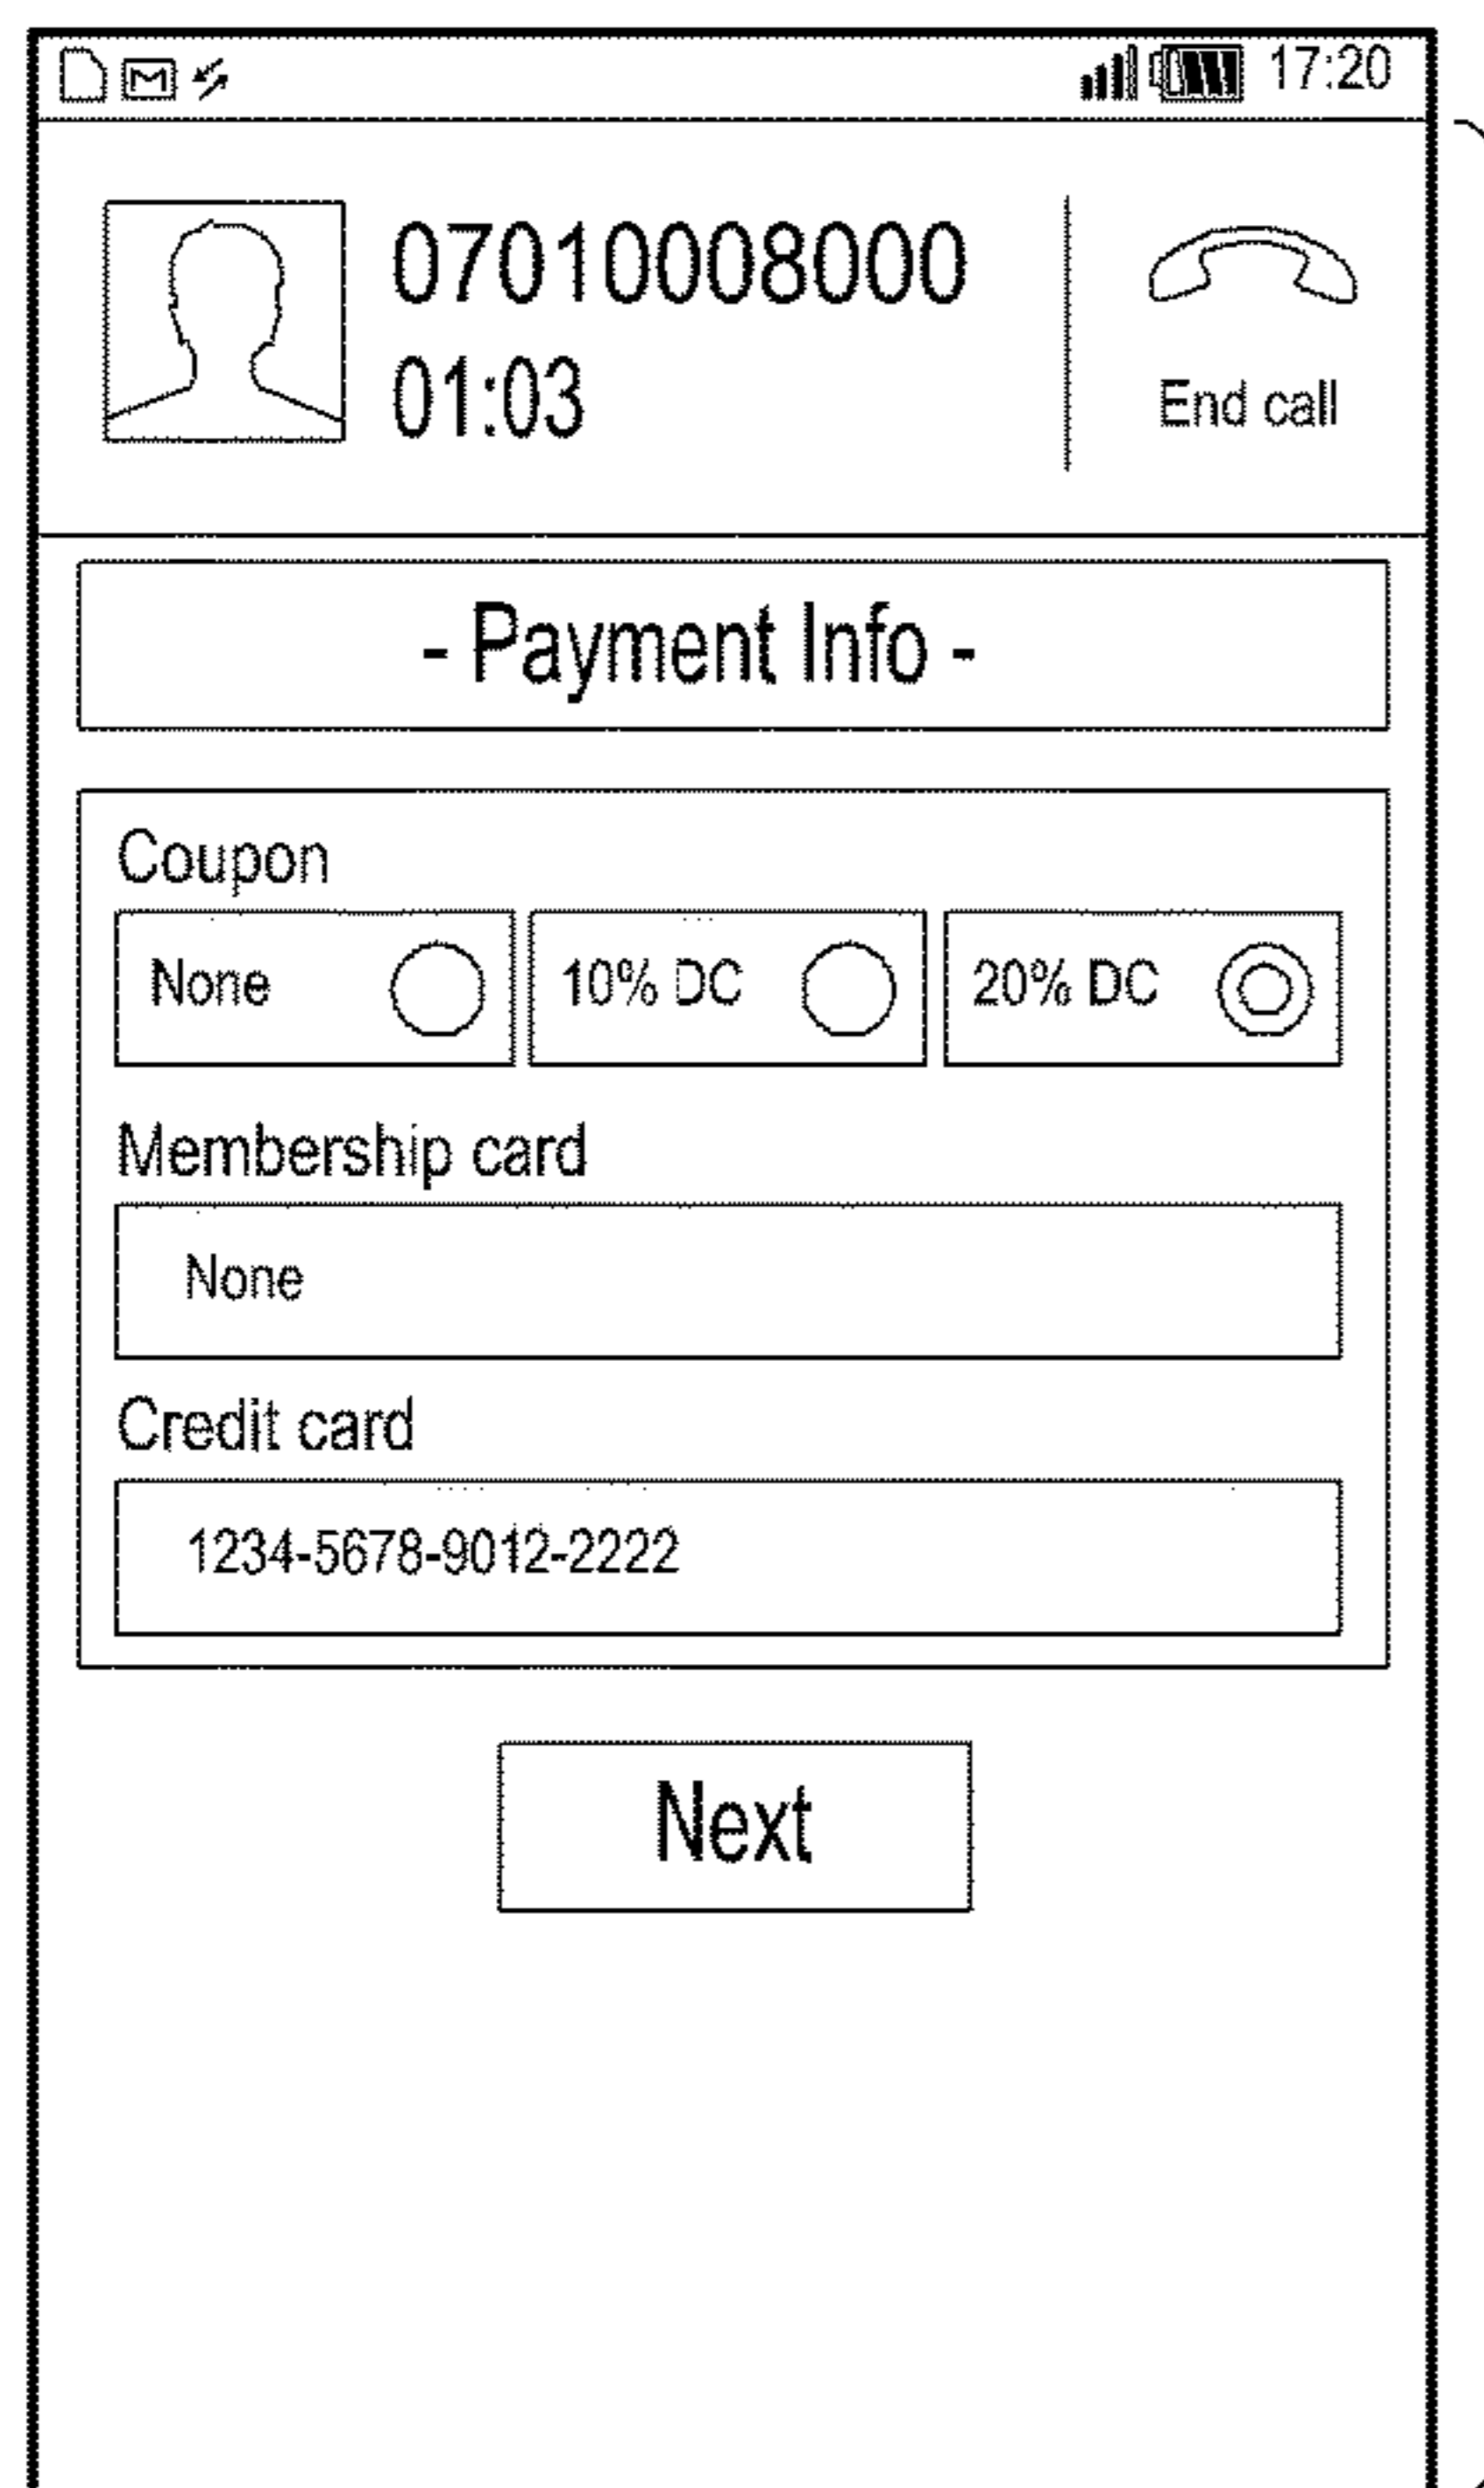 17:20
07010008000
01:03
End call
- Payment Info -
Coupon
None 10% DC 20% DC
Membership card
None
Credit card
1234-5678-9012-2222
Next